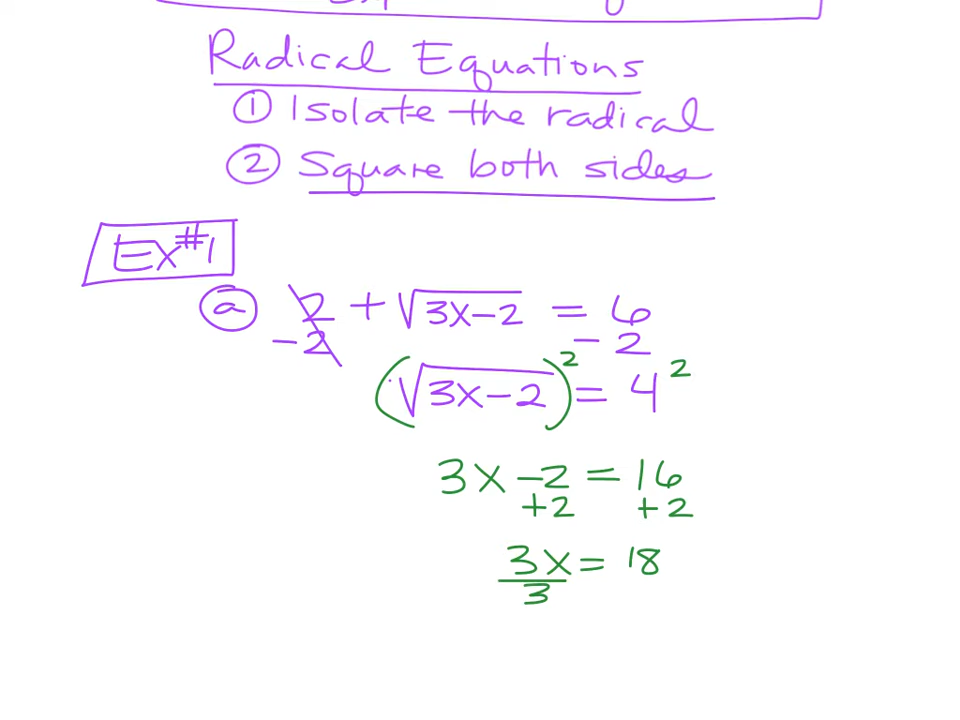 Radical Equations
① Isolate the radical
② Square both sides
Ex #1
ⓐ 2 + √3x-2 = 6
-2 - 2
(√3x-2)² = 4²
3x -2 = 16
+2 +2
3x = 18
3